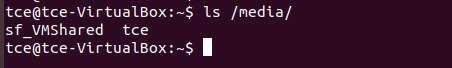 tce@tce-VirtualBox:~$ ls /media/
sf_VMShared  tce
tce@tce-VirtualBox:~$